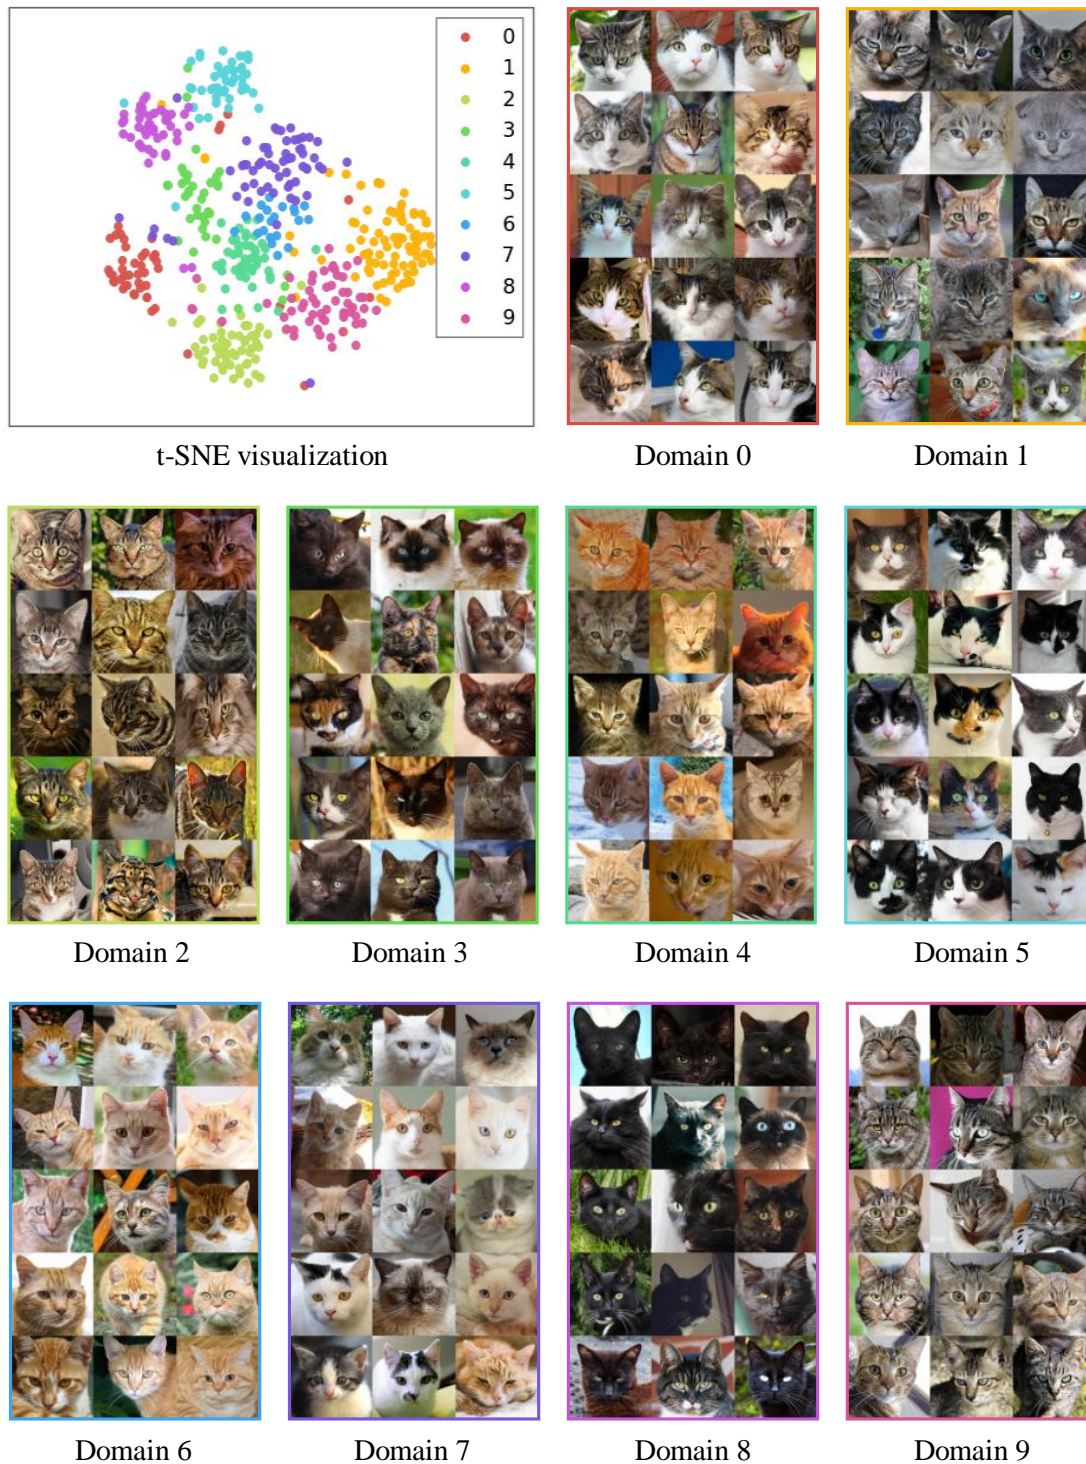 0
1
2
3
4
5
6
7
8
9
t-SNE visualization
Domain 0
Domain 1
Domain 2
Domain 3
Domain 4
Domain 5
Domain 6
Domain 7
Domain 8
Domain 9